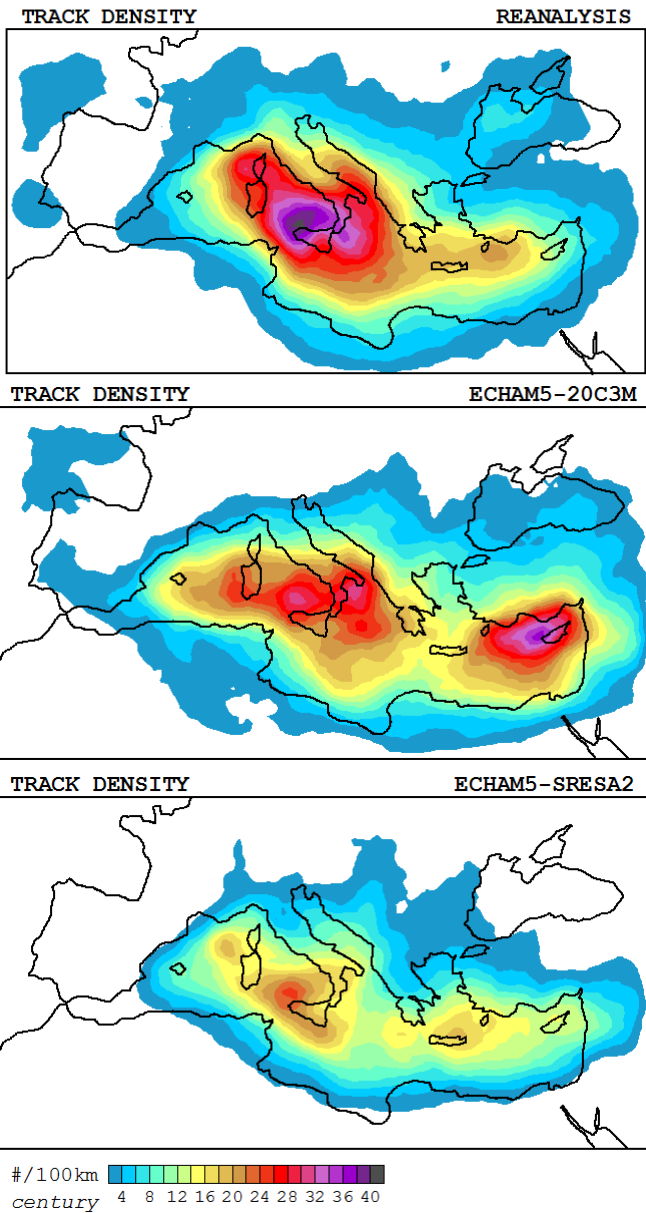 TRACK DENSITY REANALYSIS
TRACK DENSITY ECHAM5-20C3M
TRACK DENSITY ECHAM5-SRESA2
#/100km
century 4 8 12 16 20 24 28 32 36 40